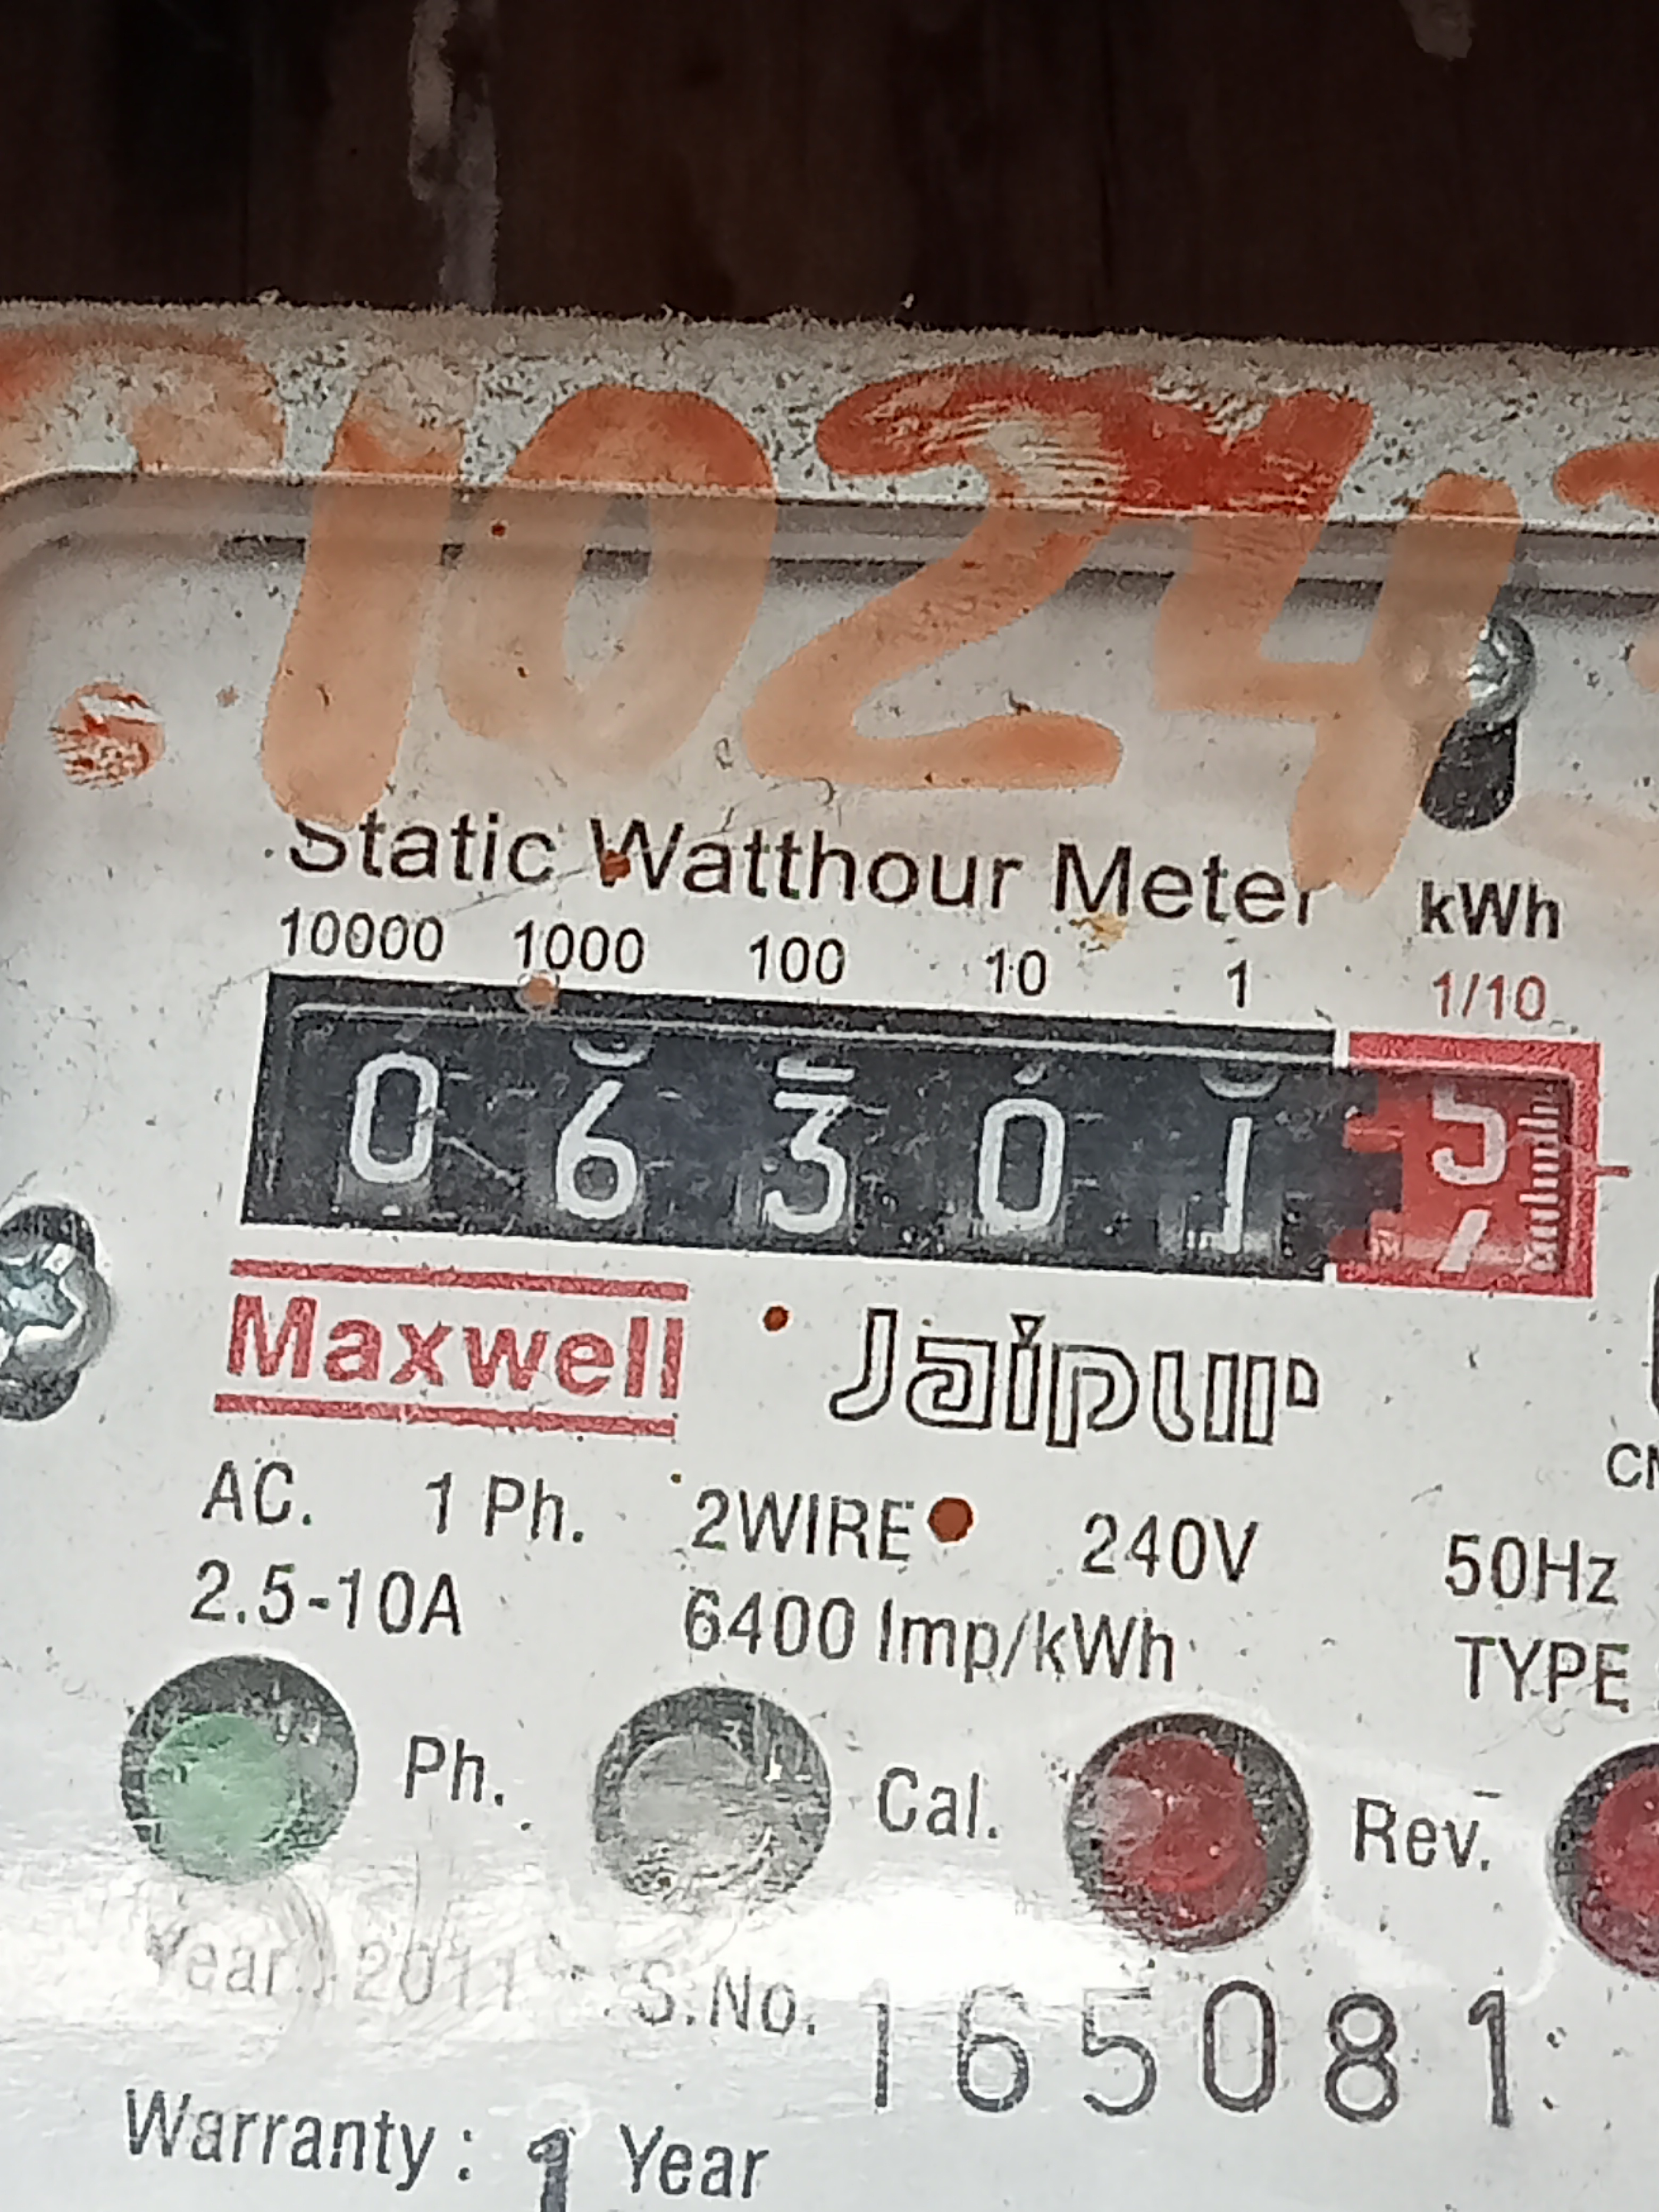 1024
Static Watthour Meter kWh
10000 1000 100 10 1 1/10
0 6 3 0 1 5
Maxwell Jaipur
AC. 1 Ph. 2WIRE 240V 50Hz
2.5-10A 6400 Imp/kWh TYPE
Ph. Cal. Rev.
Year : 2011 S.No. 165081
Warranty : 1 Year